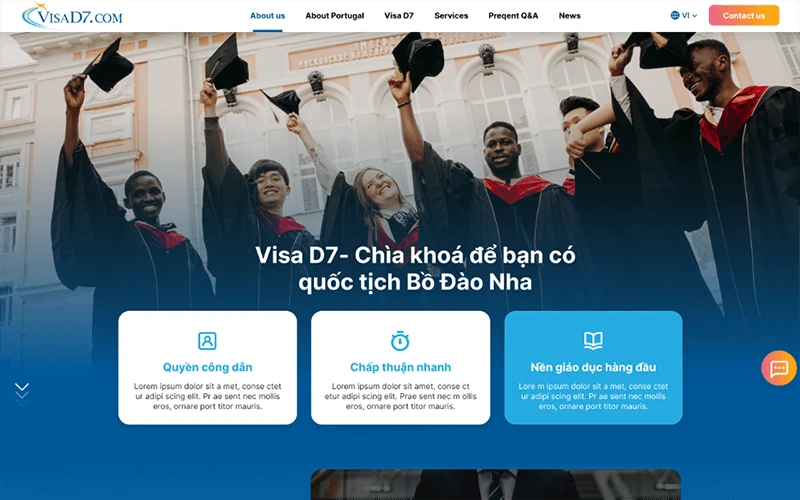 VISAD7.COM
About us
About Portugal
Visa D7
Services
Preqent Q&A
News
VI
Contact us
Visa D7- Chìa khoá để bạn có
quốc tịch Bồ Đào Nha
Quyền công dân
Lorem ipsum dolor sit a met, conse ctet
ur adipi scing elit. Pr ae sent nec mollis
eros, ornare port titor mauris.
Chấp thuận nhanh
Lorem ipsum dolor sit a met, conse ct
etur adipi scing elit. Prae sent nec m ollis
eros, ornare port titor mauris.
Nền giáo dục hàng đầu
Lore m ipsum dolor sit a met, conse ctet
ur adipi scing elit. Pr ae sent nec mollis
eros, ornare port titor mauris.